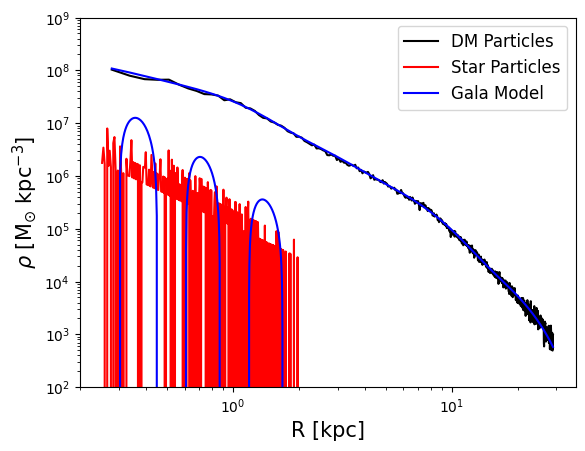 10⁹
10⁸
10⁷
10⁶
10⁵
10⁴
10³
10²
ρ [M⊙ kpc⁻³]
DM Particles
Star Particles
Gala Model
10⁰ 10¹
R [kpc]